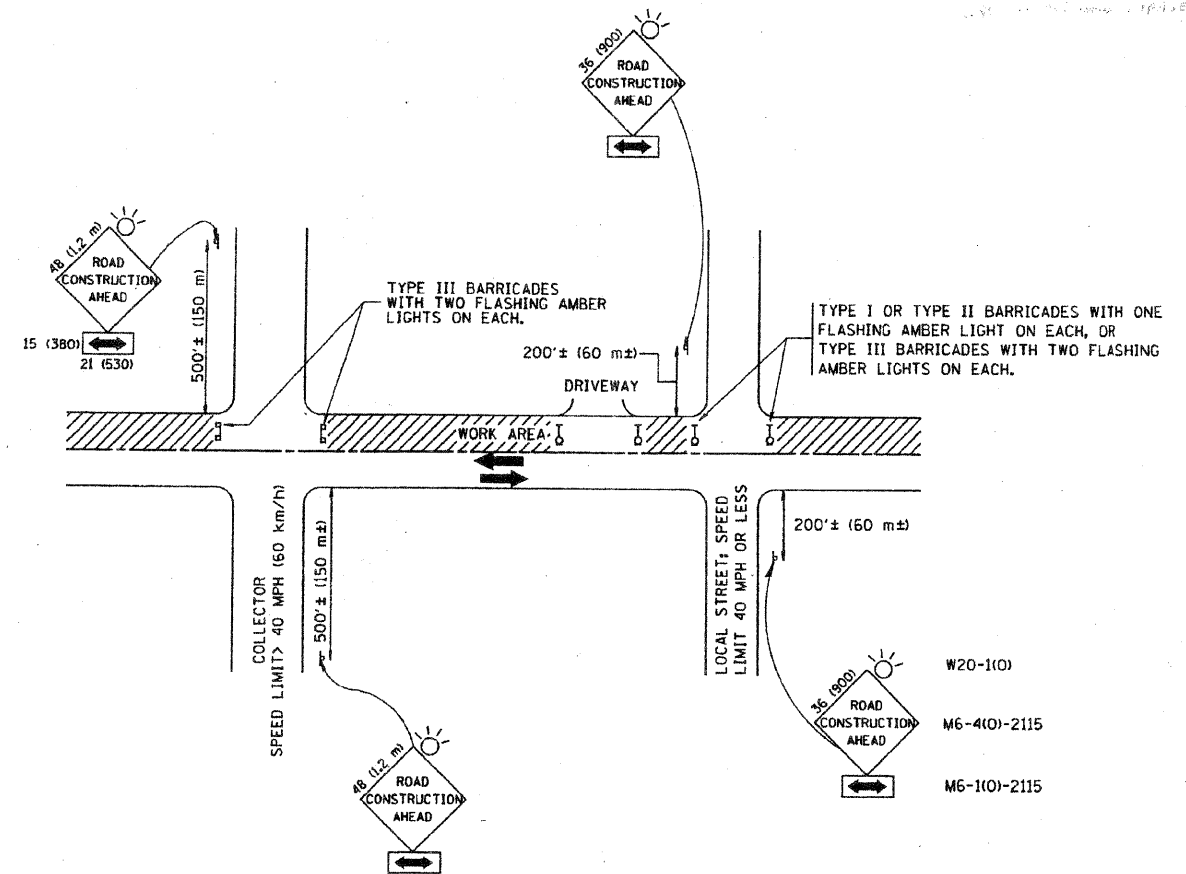 36 (900)
ROAD
CONSTRUCTION
AHEAD
48 (1.2 m)
ROAD
CONSTRUCTION
AHEAD
15 (380)
21 (530)
500'± (150 m)
TYPE III BARRICADES
WITH TWO FLASHING AMBER
LIGHTS ON EACH.
200'± (60 m±)
DRIVEWAY
TYPE I OR TYPE II BARRICADES WITH ONE
FLASHING AMBER LIGHT ON EACH, OR
TYPE III BARRICADES WITH TWO FLASHING
AMBER LIGHTS ON EACH.
WORK AREA
COLLECTOR
SPEED LIMIT> 40 MPH (60 km/h)
500'± (150 m±)
LOCAL STREET; SPEED
LIMIT 40 MPH OR LESS
200'± (60 m±)
48 (1.2 m)
ROAD
CONSTRUCTION
AHEAD
36 (900)
ROAD
CONSTRUCTION
AHEAD
W20-1(O)
M6-4(O)-2115
M6-1(O)-2115